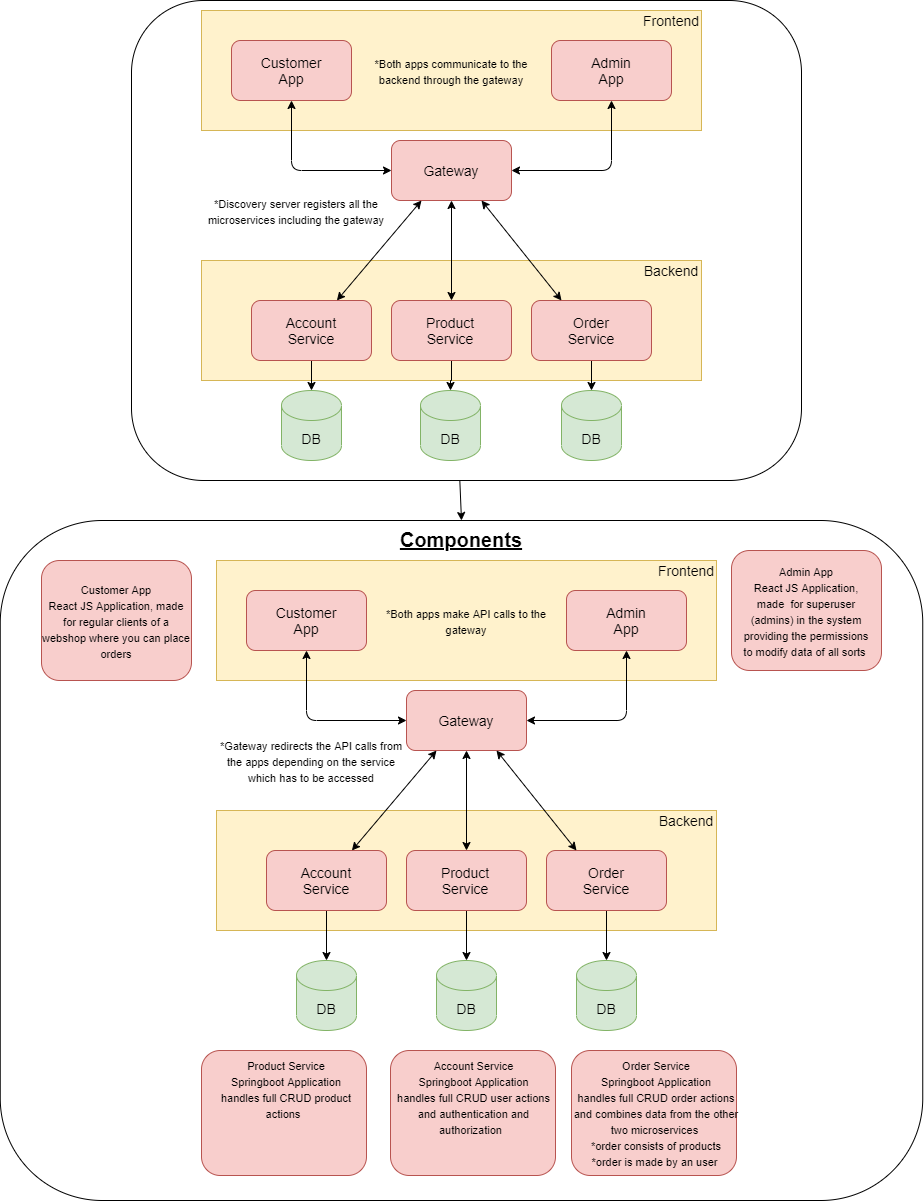 Frontend
Customer
App
*Both apps communicate to the
backend through the gateway
Admin
App
Gateway
*Discovery server registers all the
microservices including the gateway
Backend
Account
Service
Product
Service
Order
Service
DB
DB
DB
Components
Customer App
React JS Application, made
for regular clients of a
webshop where you can place
orders
Frontend
Customer
App
*Both apps make API calls to the
gateway
Admin
App
Admin App
React JS Application,
made for superuser
(admins) in the system
providing the permissions
to modify data of all sorts
Gateway
*Gateway redirects the API calls from
the apps depending on the service
which has to be accessed
Backend
Account
Service
Product
Service
Order
Service
DB
DB
DB
Product Service
Springboot Application
handles full CRUD product
actions
Account Service
Springboot Application
handles full CRUD user actions
and authentication and
authorization
Order Service
Springboot Application
handles full CRUD order actions
and combines data from the other
two microservices
*order consists of products
*order is made by an user